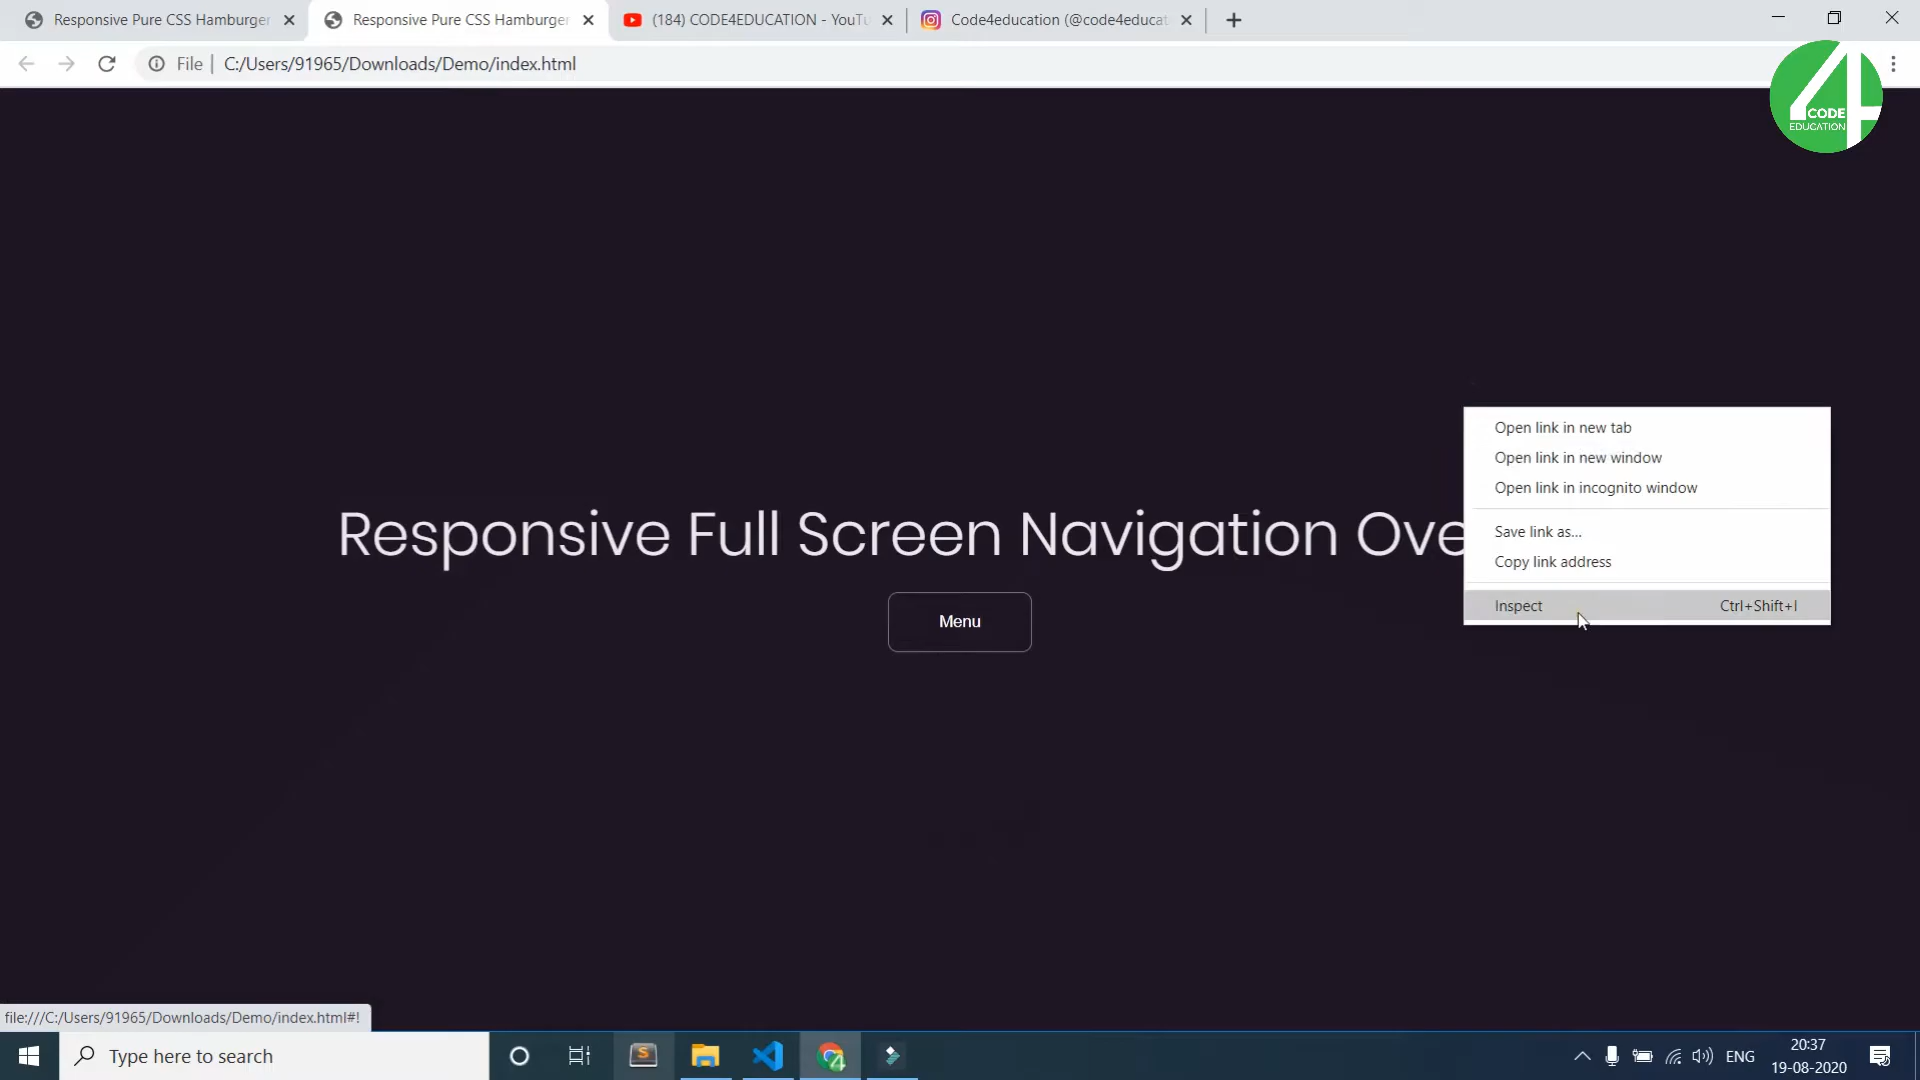 Responsive Pure CSS Hamburger
Responsive Pure CSS Hamburger
(184) CODE4EDUCATION - YouTu
Code4education (@code4educat
File
C:/Users/91965/Downloads/Demo/index.html
4
CODE
EDUCATION
Open link in new tab
Open link in new window
Open link in incognito window
Save link as...
Copy link address
Inspect Ctrl+Shift+I
Responsive Full Screen Navigation Ove
Menu
file:///C:/Users/91965/Downloads/Demo/index.html#!
Type here to search
S
ENG
20:37
19-08-2020